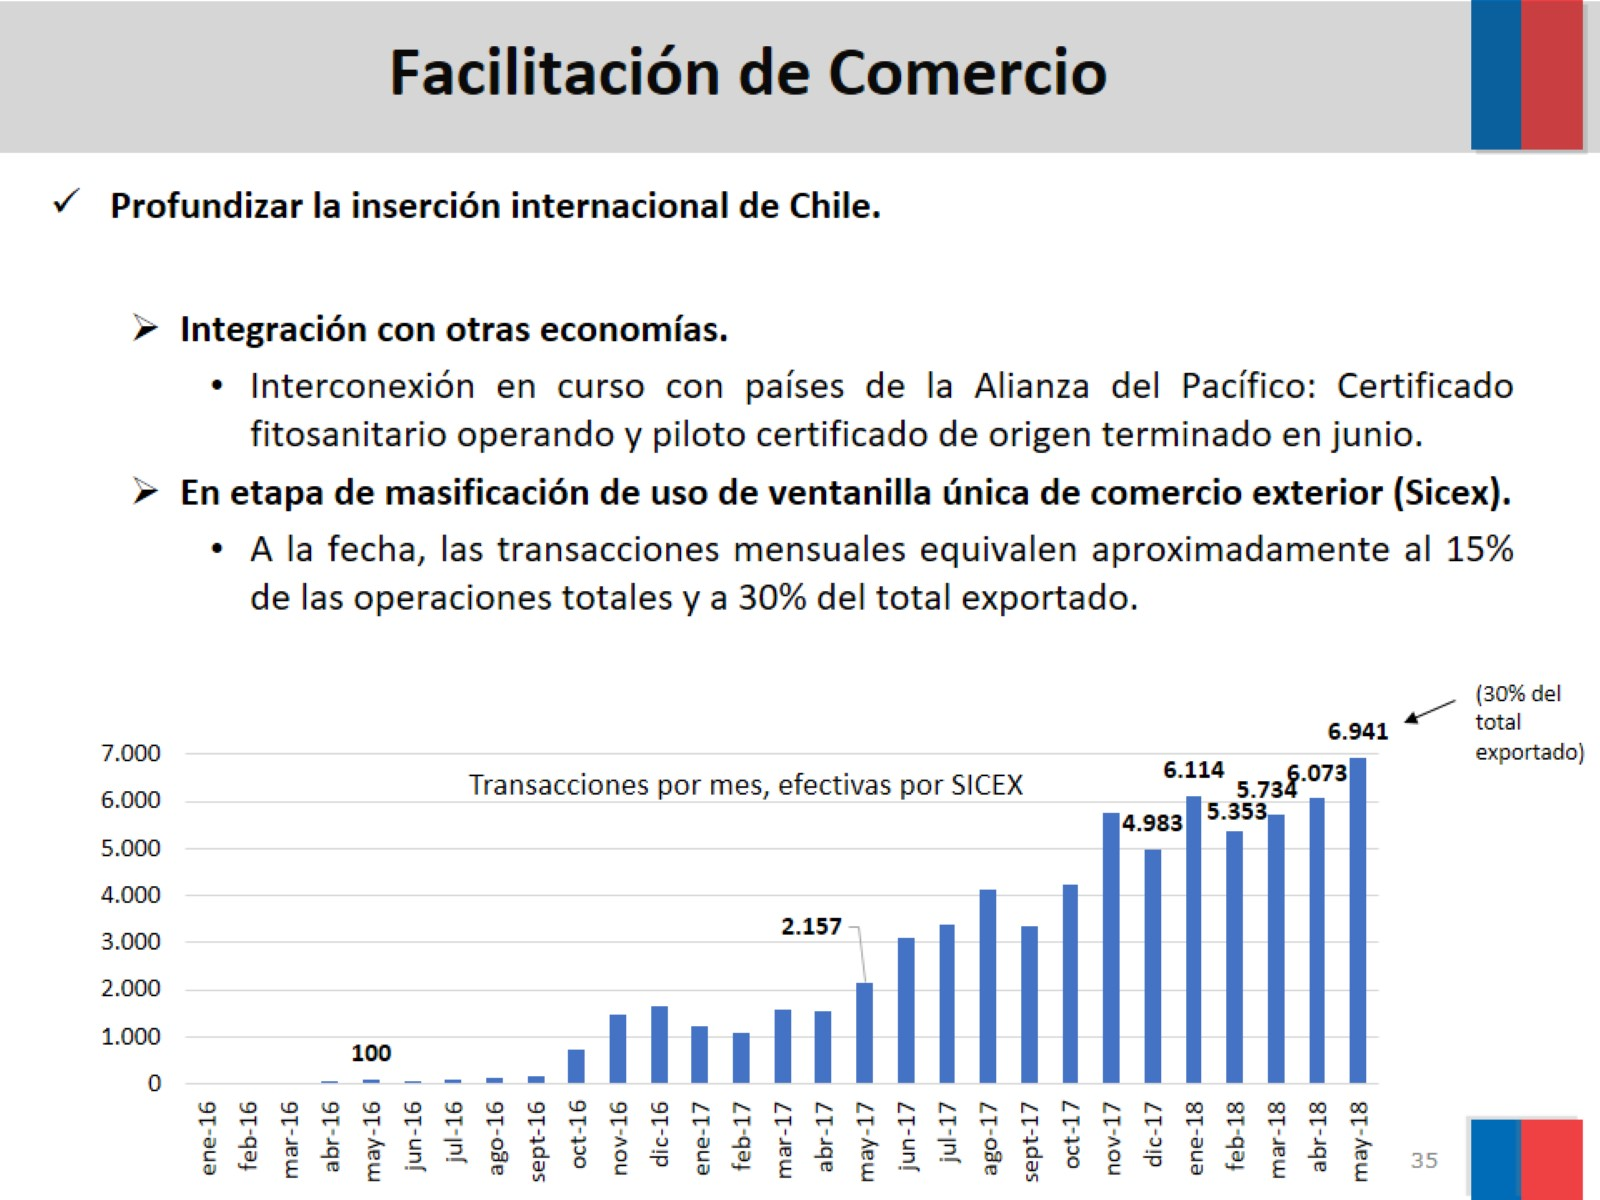 Facilitación de Comercio
✓ Profundizar la inserción internacional de Chile.
➢ Integración con otras economías.
• Interconexión en curso con países de la Alianza del Pacífico: Certificado
fitosanitario operando y piloto certificado de origen terminado en junio.
➢ En etapa de masificación de uso de ventanilla única de comercio exterior (Sicex).
• A la fecha, las transacciones mensuales equivalen aproximadamente al 15%
de las operaciones totales y a 30% del total exportado.
(30% del
total
exportado)
Transacciones por mes, efectivas por SICEX
7.000
6.000
5.000
4.000
3.000
2.000
1.000
0
100
2.157
4.983
6.114
5.353
5.734
6.073
6.941
ene-16
feb-16
mar-16
abr-16
may-16
jun-16
jul-16
ago-16
sept-16
oct-16
nov-16
dic-16
ene-17
feb-17
mar-17
abr-17
may-17
jun-17
jul-17
ago-17
sept-17
oct-17
nov-17
dic-17
ene-18
feb-18
mar-18
abr-18
may-18
35